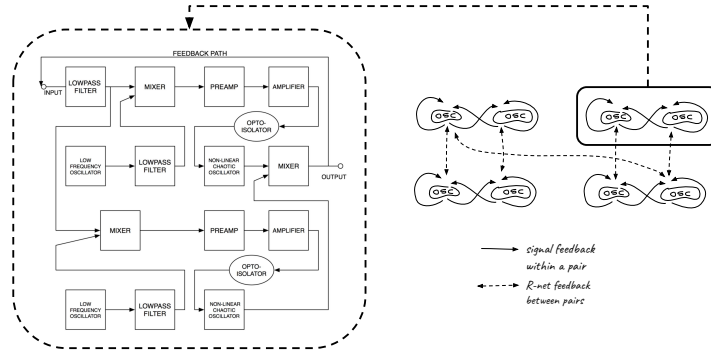 FEEDBACK PATH
INPUT
LOWPASS
FILTER
MIXER
PREAMP
AMPLIFIER
OPTO-
ISOLATOR
LOW
FREQUENCY
OSCILLATOR
LOWPASS
FILTER
NON-LINEAR
CHAOTIC
OSCILLATOR
MIXER
OUTPUT
MIXER
PREAMP
AMPLIFIER
OPTO-
ISOLATOR
LOW
FREQUENCY
OSCILLATOR
LOWPASS
FILTER
NON-LINEAR
CHAOTIC
OSCILLATOR
OSC
OSC
OSC
OSC
OSC
OSC
OSC
OSC
signal feedback
within a pair
R-net feedback
between pairs